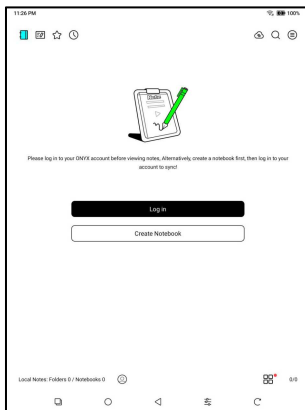 11:26 PM
100%
Note
Please log in to your ONYX account before viewing notes, Alternatively, create a notebook first, then log in to your
account to sync!
Log in
Create Notebook
Local Notes: Folders 0 / Notebooks 0
0/0